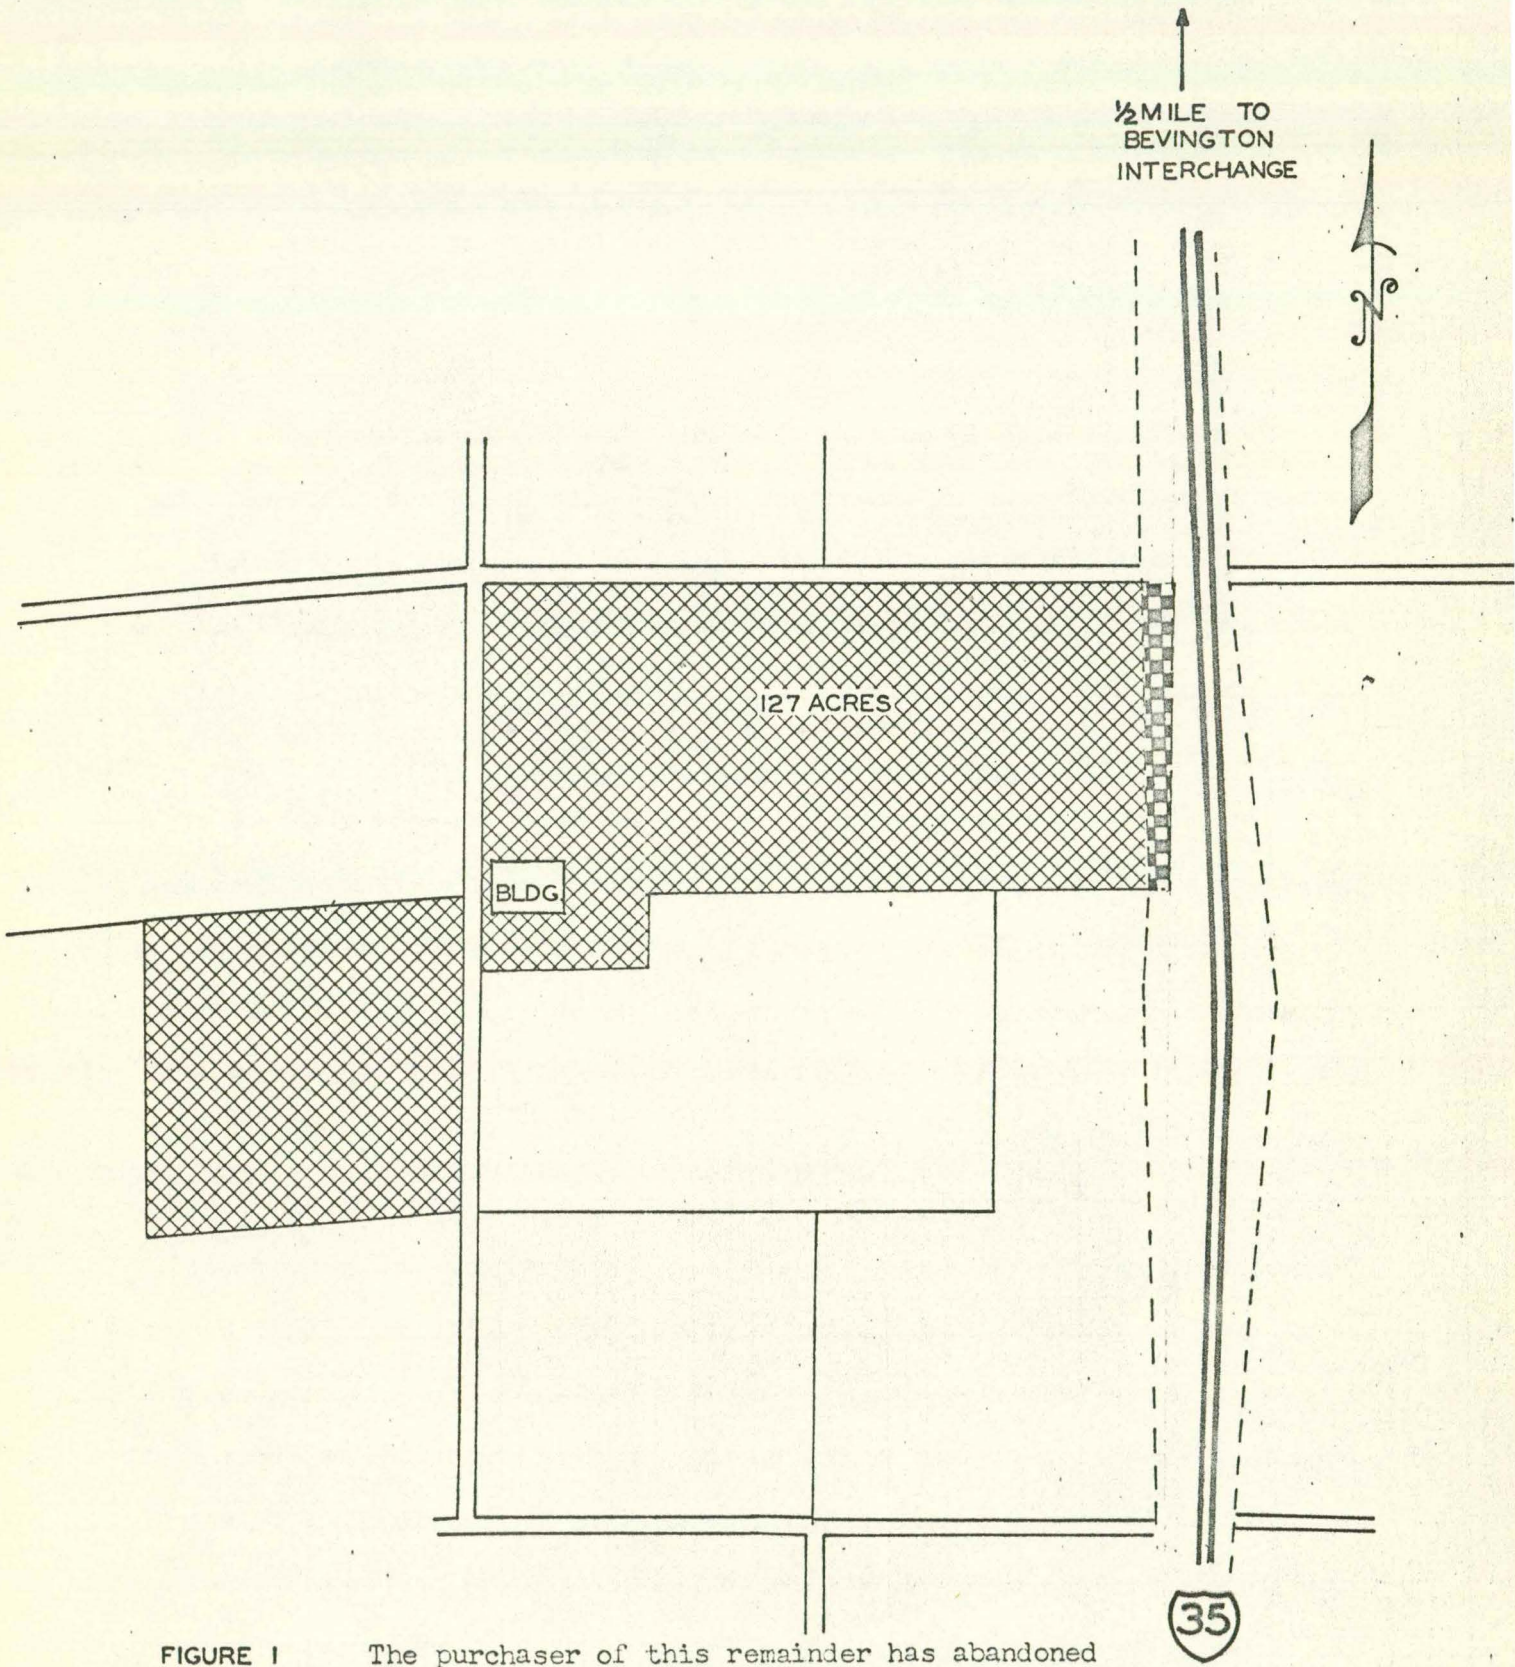 ½ MILE TO
BEVINGTON
INTERCHANGE
N
127 ACRES
BLDG.
35
FIGURE 1 The purchaser of this remainder has abandoned